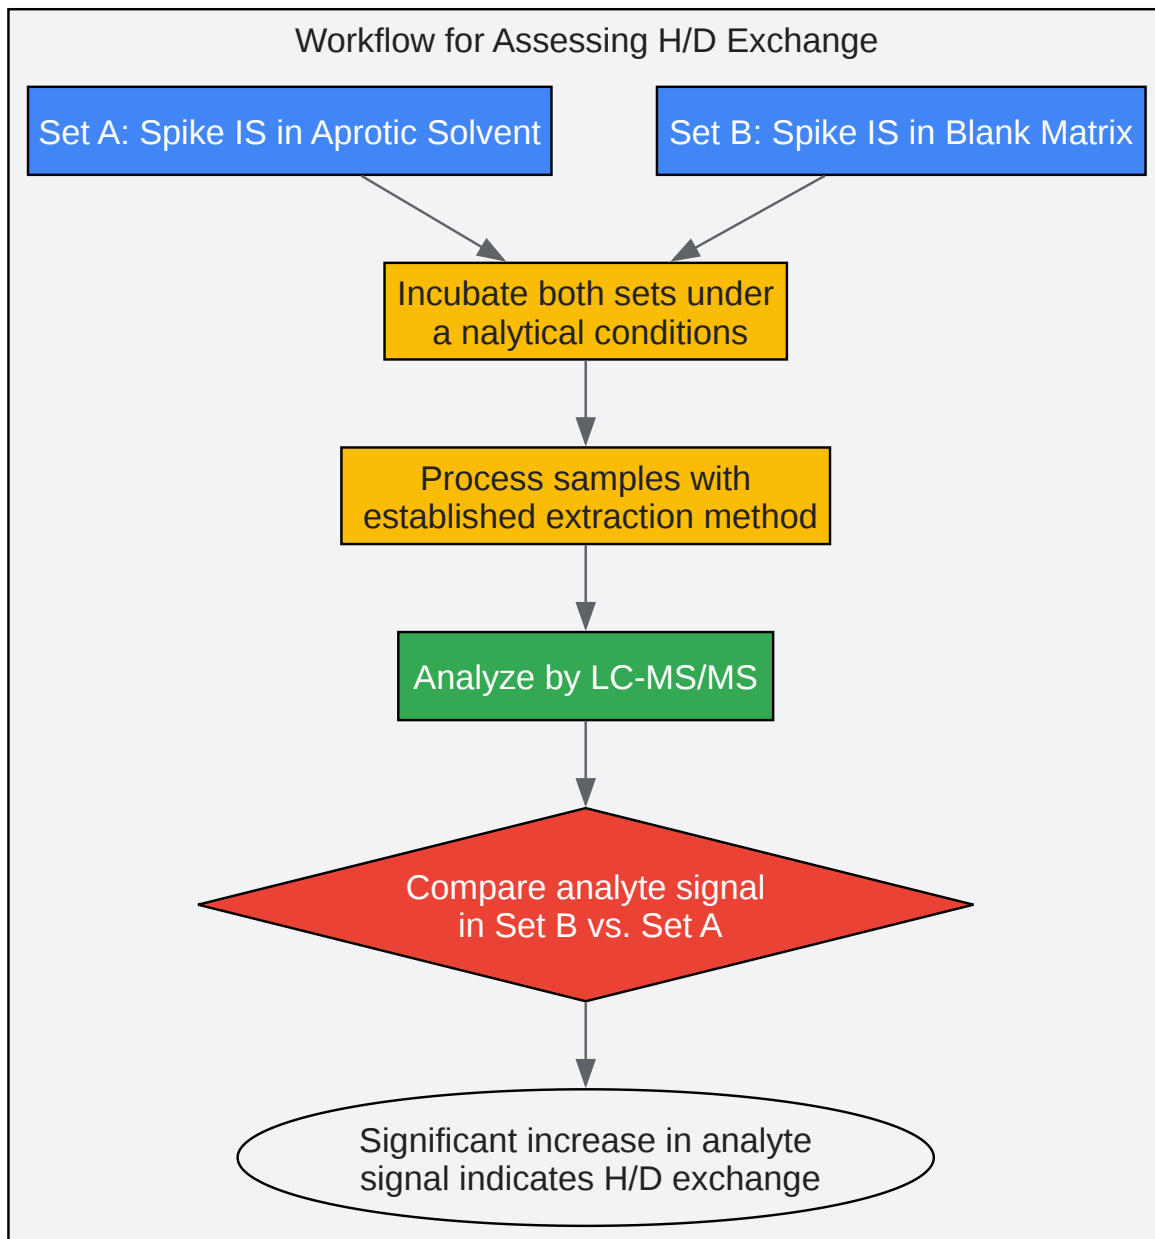 Workflow for Assessing H/D Exchange
Set A: Spike IS in Aprotic Solvent
Set B: Spike IS in Blank Matrix
Incubate both sets under
a nalytical conditions
Process samples with
established extraction method
Analyze by LC-MS/MS
Compare analyte signal
in Set B vs. Set A
Significant increase in analyte
signal indicates H/D exchange